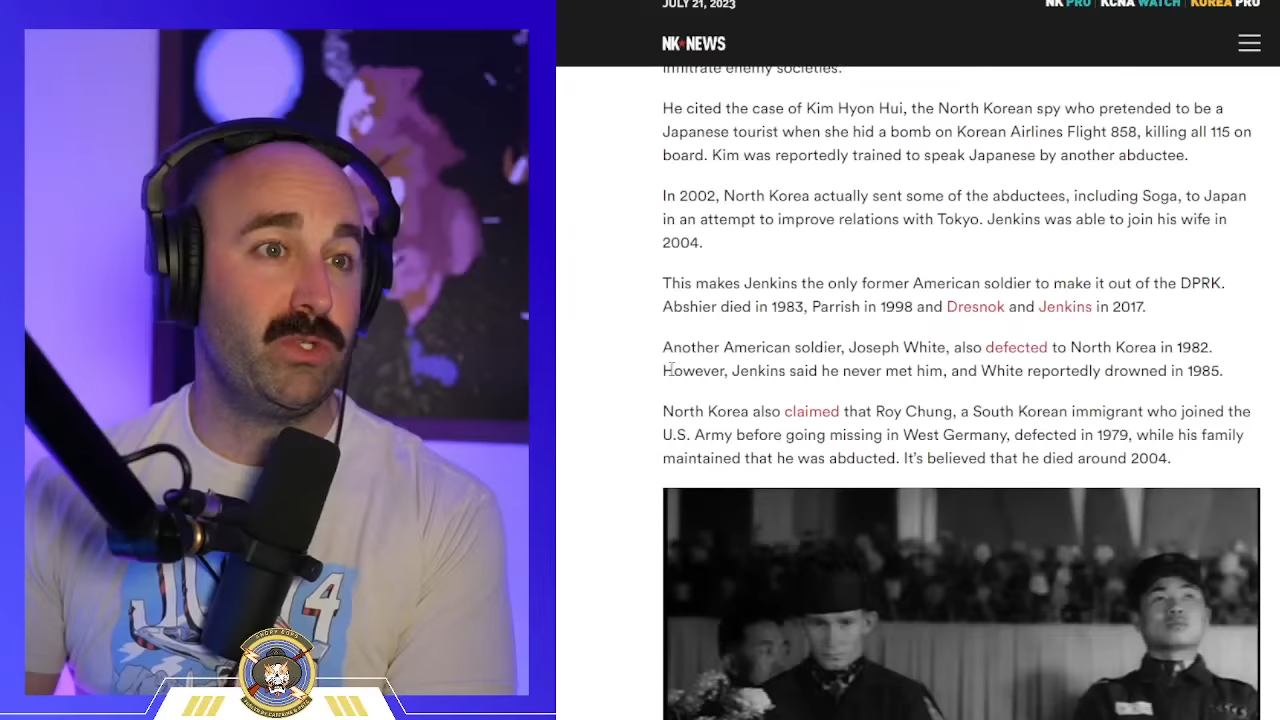 JULY 21, 2023
NK PRO | KCNA WATCH | KOREA PRO
NK NEWS
infiltrate enemy societies.
He cited the case of Kim Hyon Hui, the North Korean spy who pretended to be a
Japanese tourist when she hid a bomb on Korean Airlines Flight 858, killing all 115 on
board. Kim was reportedly trained to speak Japanese by another abductee.
In 2002, North Korea actually sent some of the abductees, including Soga, to Japan
in an attempt to improve relations with Tokyo. Jenkins was able to join his wife in
2004.
This makes Jenkins the only former American soldier to make it out of the DPRK.
Abshier died in 1983, Parrish in 1998 and Dresnok and Jenkins in 2017.
Another American soldier, Joseph White, also defected to North Korea in 1982.
However, Jenkins said he never met him, and White reportedly drowned in 1985.
North Korea also claimed that Roy Chung, a South Korean immigrant who joined the
U.S. Army before going missing in West Germany, defected in 1979, while his family
maintained that he was abducted. It's believed that he died around 2004.
ANGRY COPS